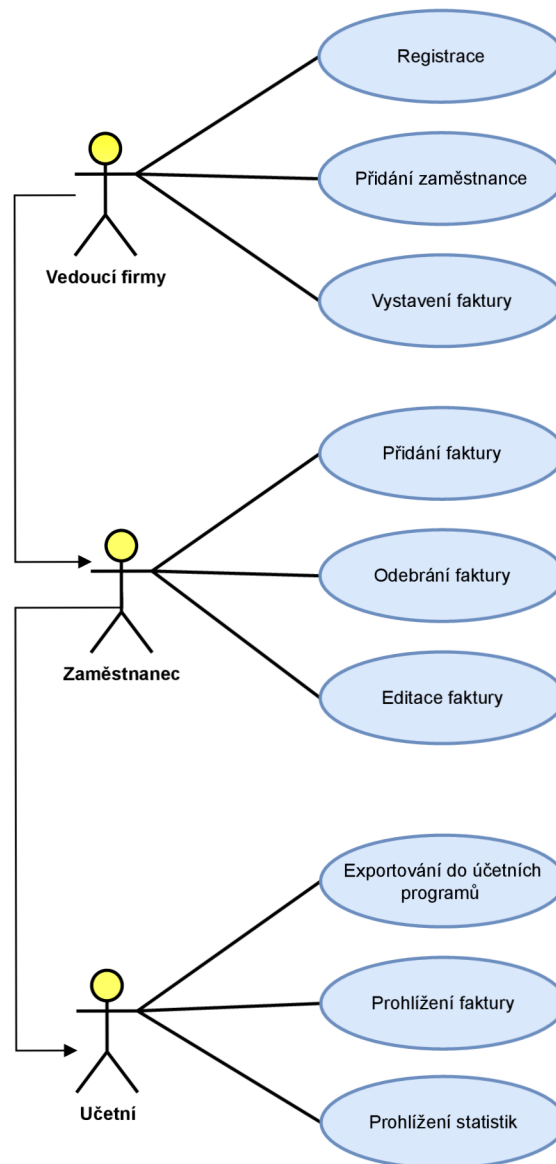 Registrace
Přidání zaměstnance
Vedoucí firmy
Vystavení faktury
Přidání faktury
Odebrání faktury
Zaměstnanec
Editace faktury
Exportování do účetních
programů
Prohlížení faktury
Učetní
Prohlížení statistik